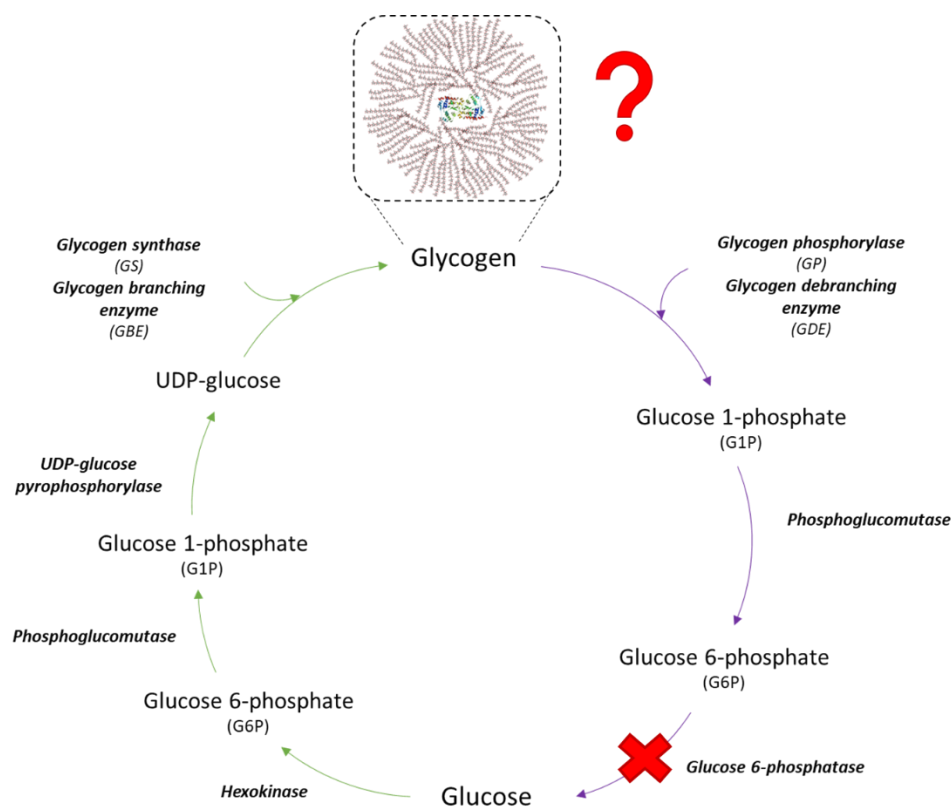 ?
Glycogen synthase
(GS)
Glycogen branching
enzyme
(GBE)
Glycogen
Glycogen phosphorylase
(GP)
Glycogen debranching
enzyme
(GDE)
UDP-glucose
Glucose 1-phosphate
(G1P)
UDP-glucose
pyrophosphorylase
Phosphoglucomutase
Glucose 1-phosphate
(G1P)
Phosphoglucomutase
Glucose 6-phosphate
(G6P)
Glucose 6-phosphate
(G6P)
Glucose 6-phosphatase
Hexokinase
Glucose